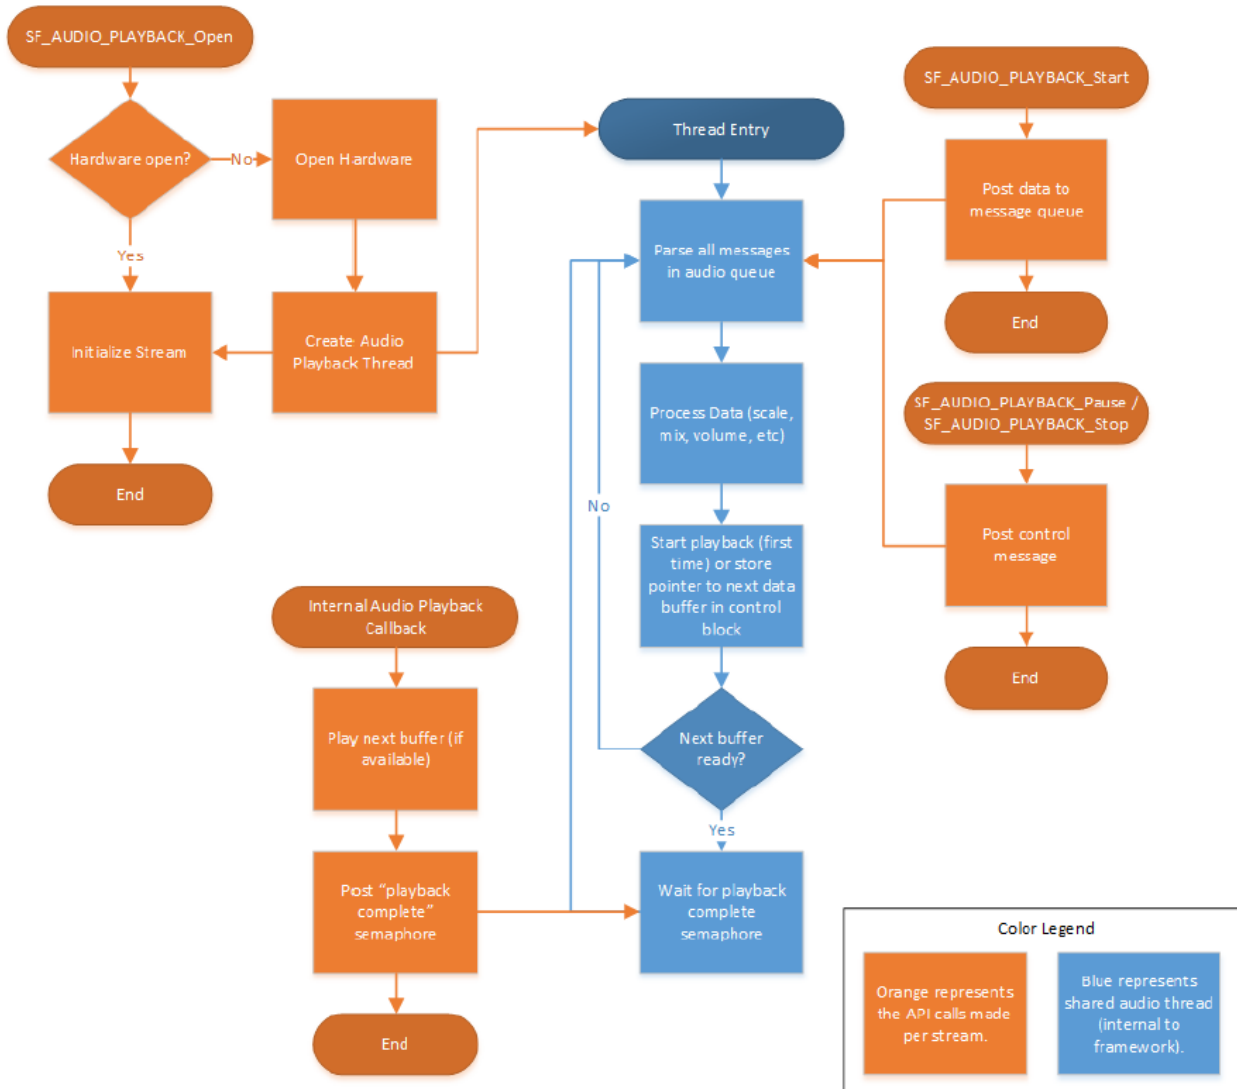 SF_AUDIO_PLAYBACK_Open
Hardware open?
No
Open Hardware
Yes
Initialize Stream
Create Audio
Playback Thread
End
Thread Entry
Parse all messages
in audio queue
Process Data (scale,
mix, volume, etc)
No
Start playback (first
time) or store
pointer to next data
buffer in control
block
Next buffer
ready?
Yes
Wait for playback
complete
semaphore
SF_AUDIO_PLAYBACK_Start
Post data to
message queue
End
SF_AUDIO_PLAYBACK_Pause /
SF_AUDIO_PLAYBACK_Stop
Post control
message
End
Internal Audio Playback
Callback
Play next buffer (if
available)
Post “playback
complete”
semaphore
End
Color Legend
Orange represents
the API calls made
per stream.
Blue represents
shared audio thread
(internal to
framework).